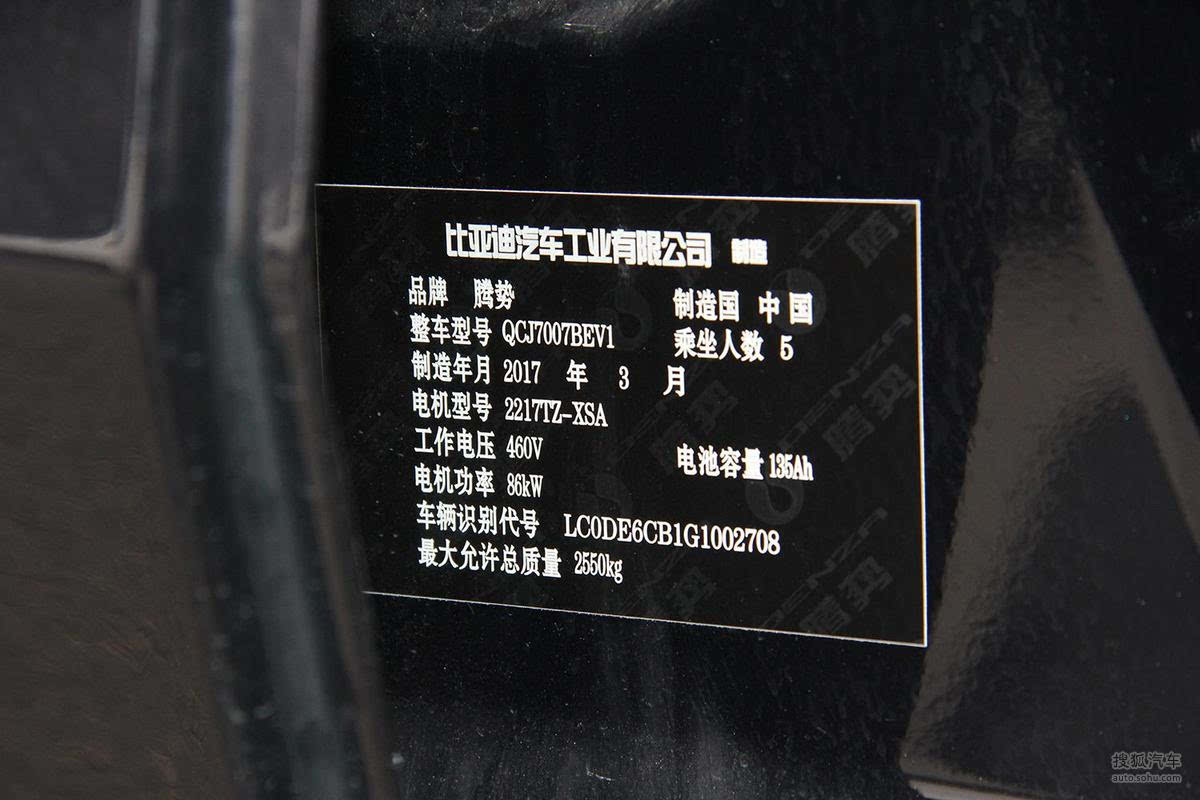 比亚迪汽车工业有限公司 制造
品牌 腾势 制造国 中国
整车型号 QCJ7007BEV1 乘坐人数 5
制造年月 2017 年 3 月
电机型号 2217TZ-XSA
工作电压 460V 电池容量 135Ah
电机功率 86kW
车辆识别代号 LC0DE6CB1G1002708
最大允许总质量 2550kg
搜狐汽车
auto.sohu.com